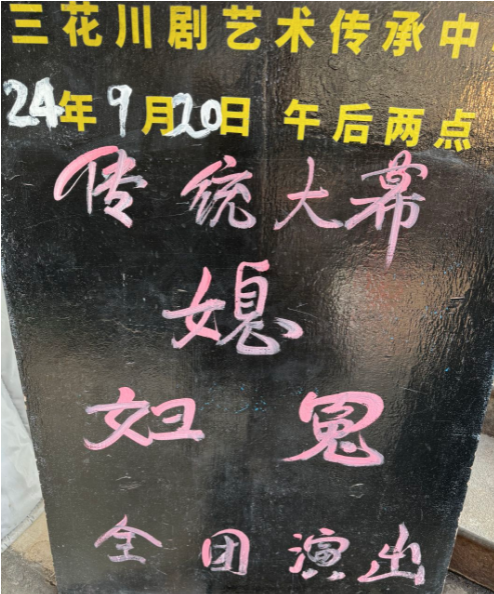 三花川剧艺术传承中
24年9月20日 午后两点
传统大幕
媳
妇冤
全团演出